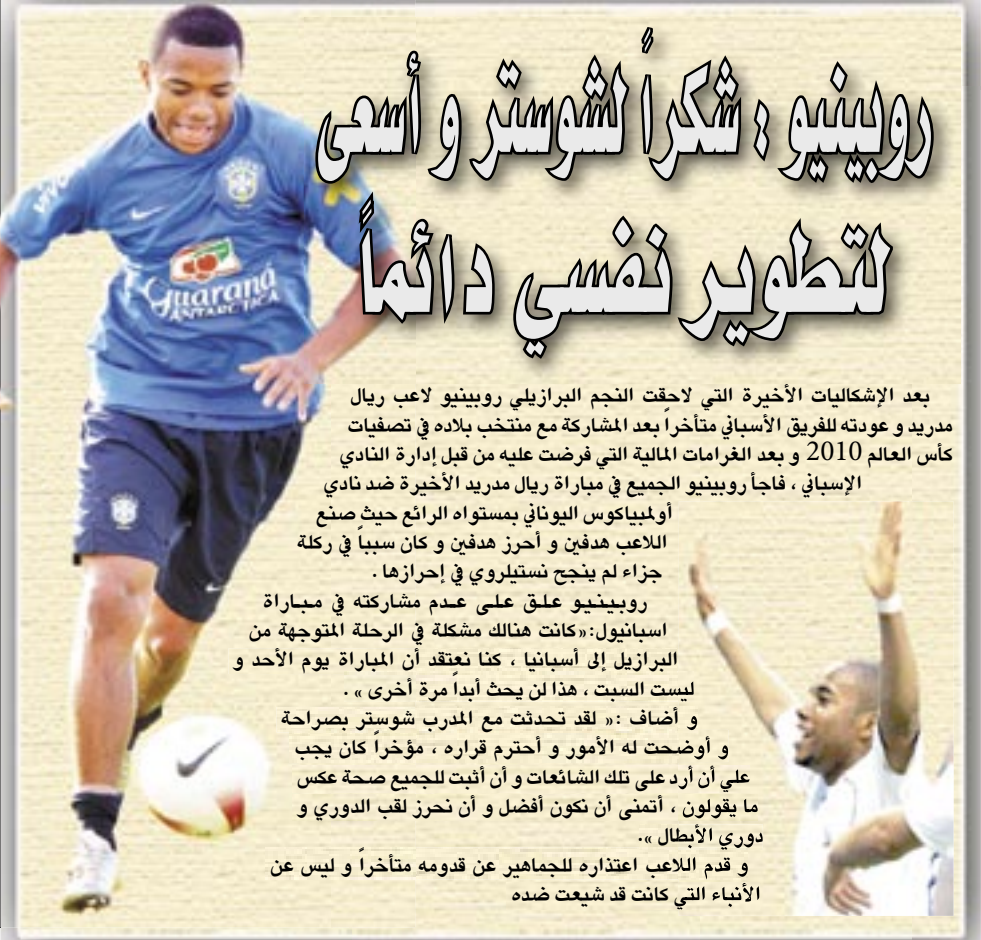 روبينيو : شكراً لشوستر و أسعى
لتطوير نفسي دائماً
بعد الإشكاليات الأخيرة التي لاحقت النجم البرازيلي روبينيو لاعب ريال
مدريد و عودته للفريق الأسباني متأخراً بعد المشاركة مع منتخب بلاده في تصفيات
كأس العالم 2010 و بعد الغرامات المالية التي فرضت عليه من قبل إدارة النادي
الإسباني ، فاجأ روبينيو الجميع في مباراة ريال مدريد الأخيرة ضد نادي
أولمبياكوس اليوناني بمستواه الرائع حيث صنع
اللاعب هدفين و أحرز هدفين و كان سبباً في ركلة
جزاء لم ينجح نستيلروي في إحرازها .
روبينيو علق على عدم مشاركته في مباراة
اسبانيول:«كانت هنالك مشكلة في الرحلة المتوجهة من
البرازيل إلى أسبانيا ، كنا نعتقد أن المباراة يوم الأحد و
ليست السبت ، هذا لن يحث أبداً مرة أخرى » .
و أضاف :« لقد تحدثت مع المدرب شوستر بصراحة
و أوضحت له الأمور و أحترم قراره ، مؤخراً كان يجب
علي أن أرد على تلك الشائعات و أن أثبت للجميع صحة عكس
ما يقولون ، أتمنى أن نكون أفضل و أن نحرز لقب الدوري و
دوري الأبطال ».
و قدم اللاعب اعتذاره للجماهير عن قدومه متأخراً و ليس عن
الأنباء التي كانت قد شيعت ضده
vivo
Guaraná
ANTARCTICA